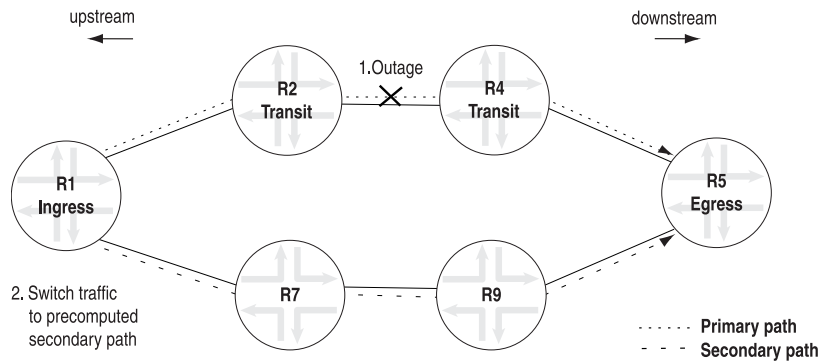 upstream
downstream
1.Outage
R2
Transit
R4
Transit
R1
Ingress
R5
Egress
2. Switch traffic
to precomputed
secondary path
R7
R9
Primary path
Secondary path